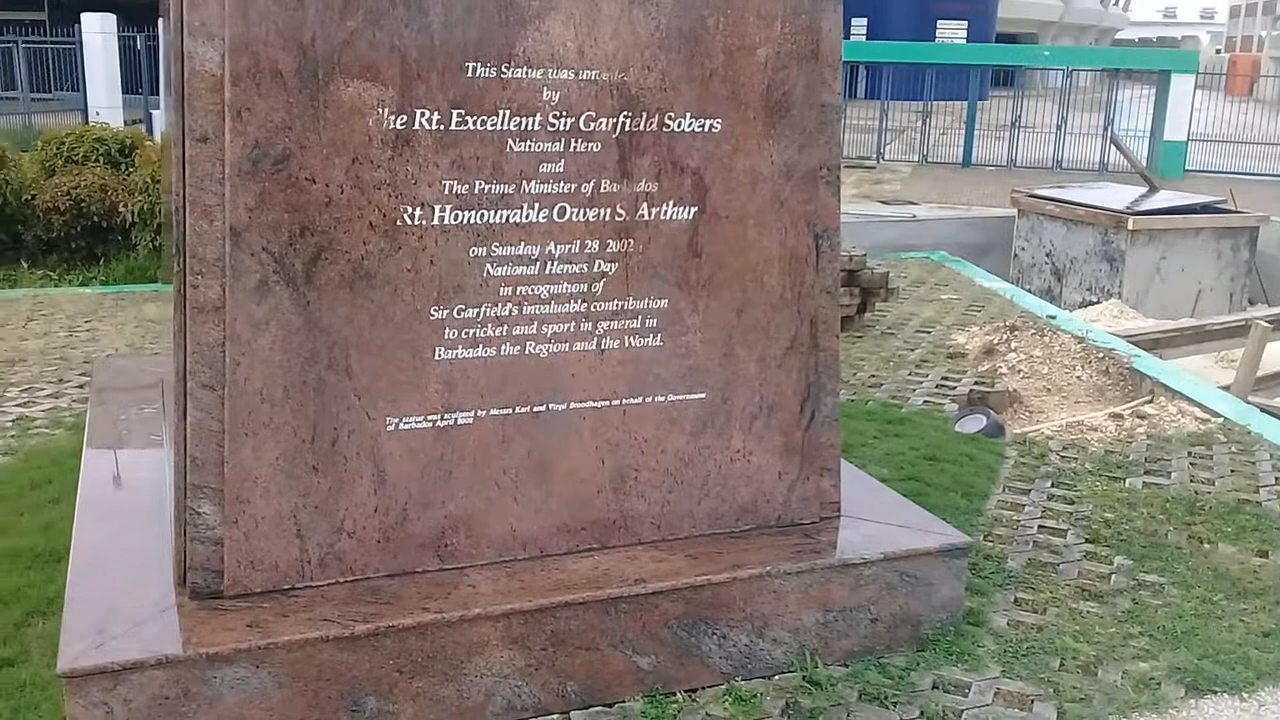 This Statue was unveiled
by
The Rt. Excellent Sir Garfield Sobers
National Hero
and
The Prime Minister of Barbados
Rt. Honourable Owen S. Arthur
on Sunday April 28 2002
National Heroes Day
in recognition of
Sir Garfield's invaluable contribution
to cricket and sport in general in
Barbados the Region and the World.
The statue was sculpted by Messrs Karl and Virgil Broodhagen on behalf of the Government
of Barbados April 2002